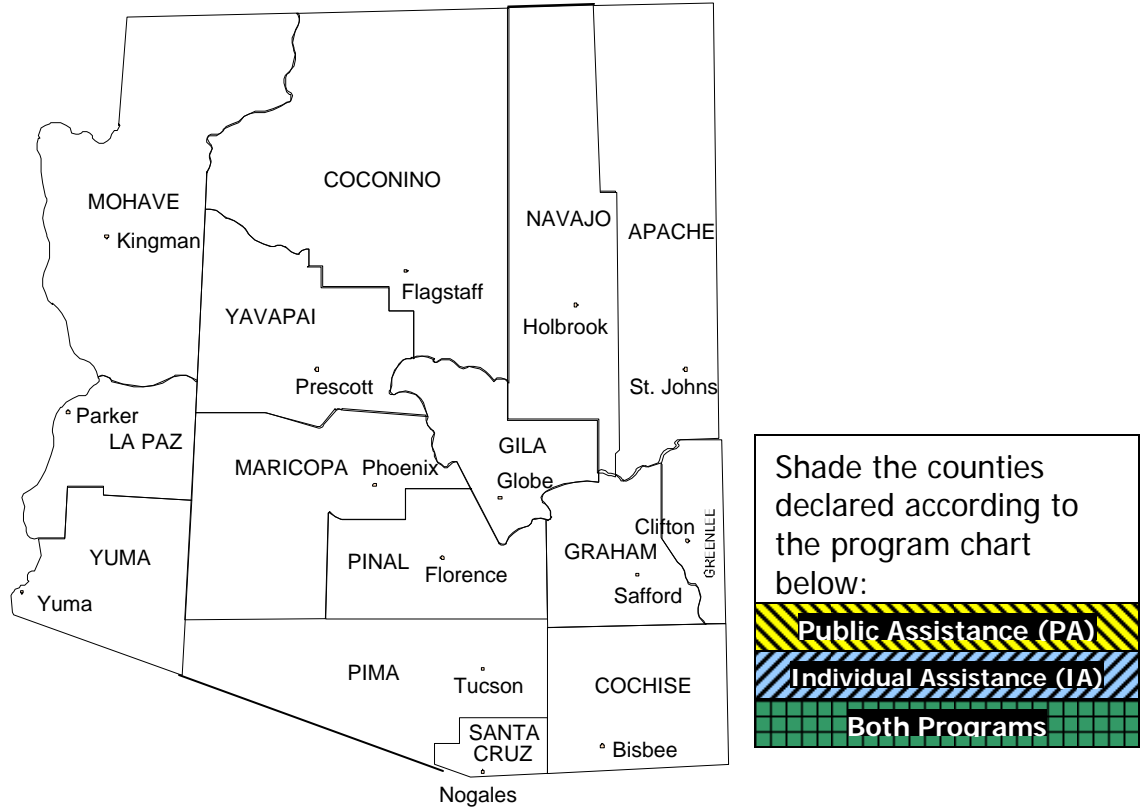 COCONINO
MOHAVE
Kingman
NAVAJO
APACHE
Flagstaff
YAVAPAI
Holbrook
Prescott
St. Johns
Parker
LA PAZ
GILA
MARICOPA
Phoenix
Globe
Clifton
GREENLEE
YUMA
PINAL
Florence
GRAHAM
Safford
Yuma
PIMA
Tucson
COCHISE
SANTA
CRUZ
Bisbee
Nogales
Shade the counties
declared according to
the program chart
below:
Public Assistance (PA)
Individual Assistance (IA)
Both Programs